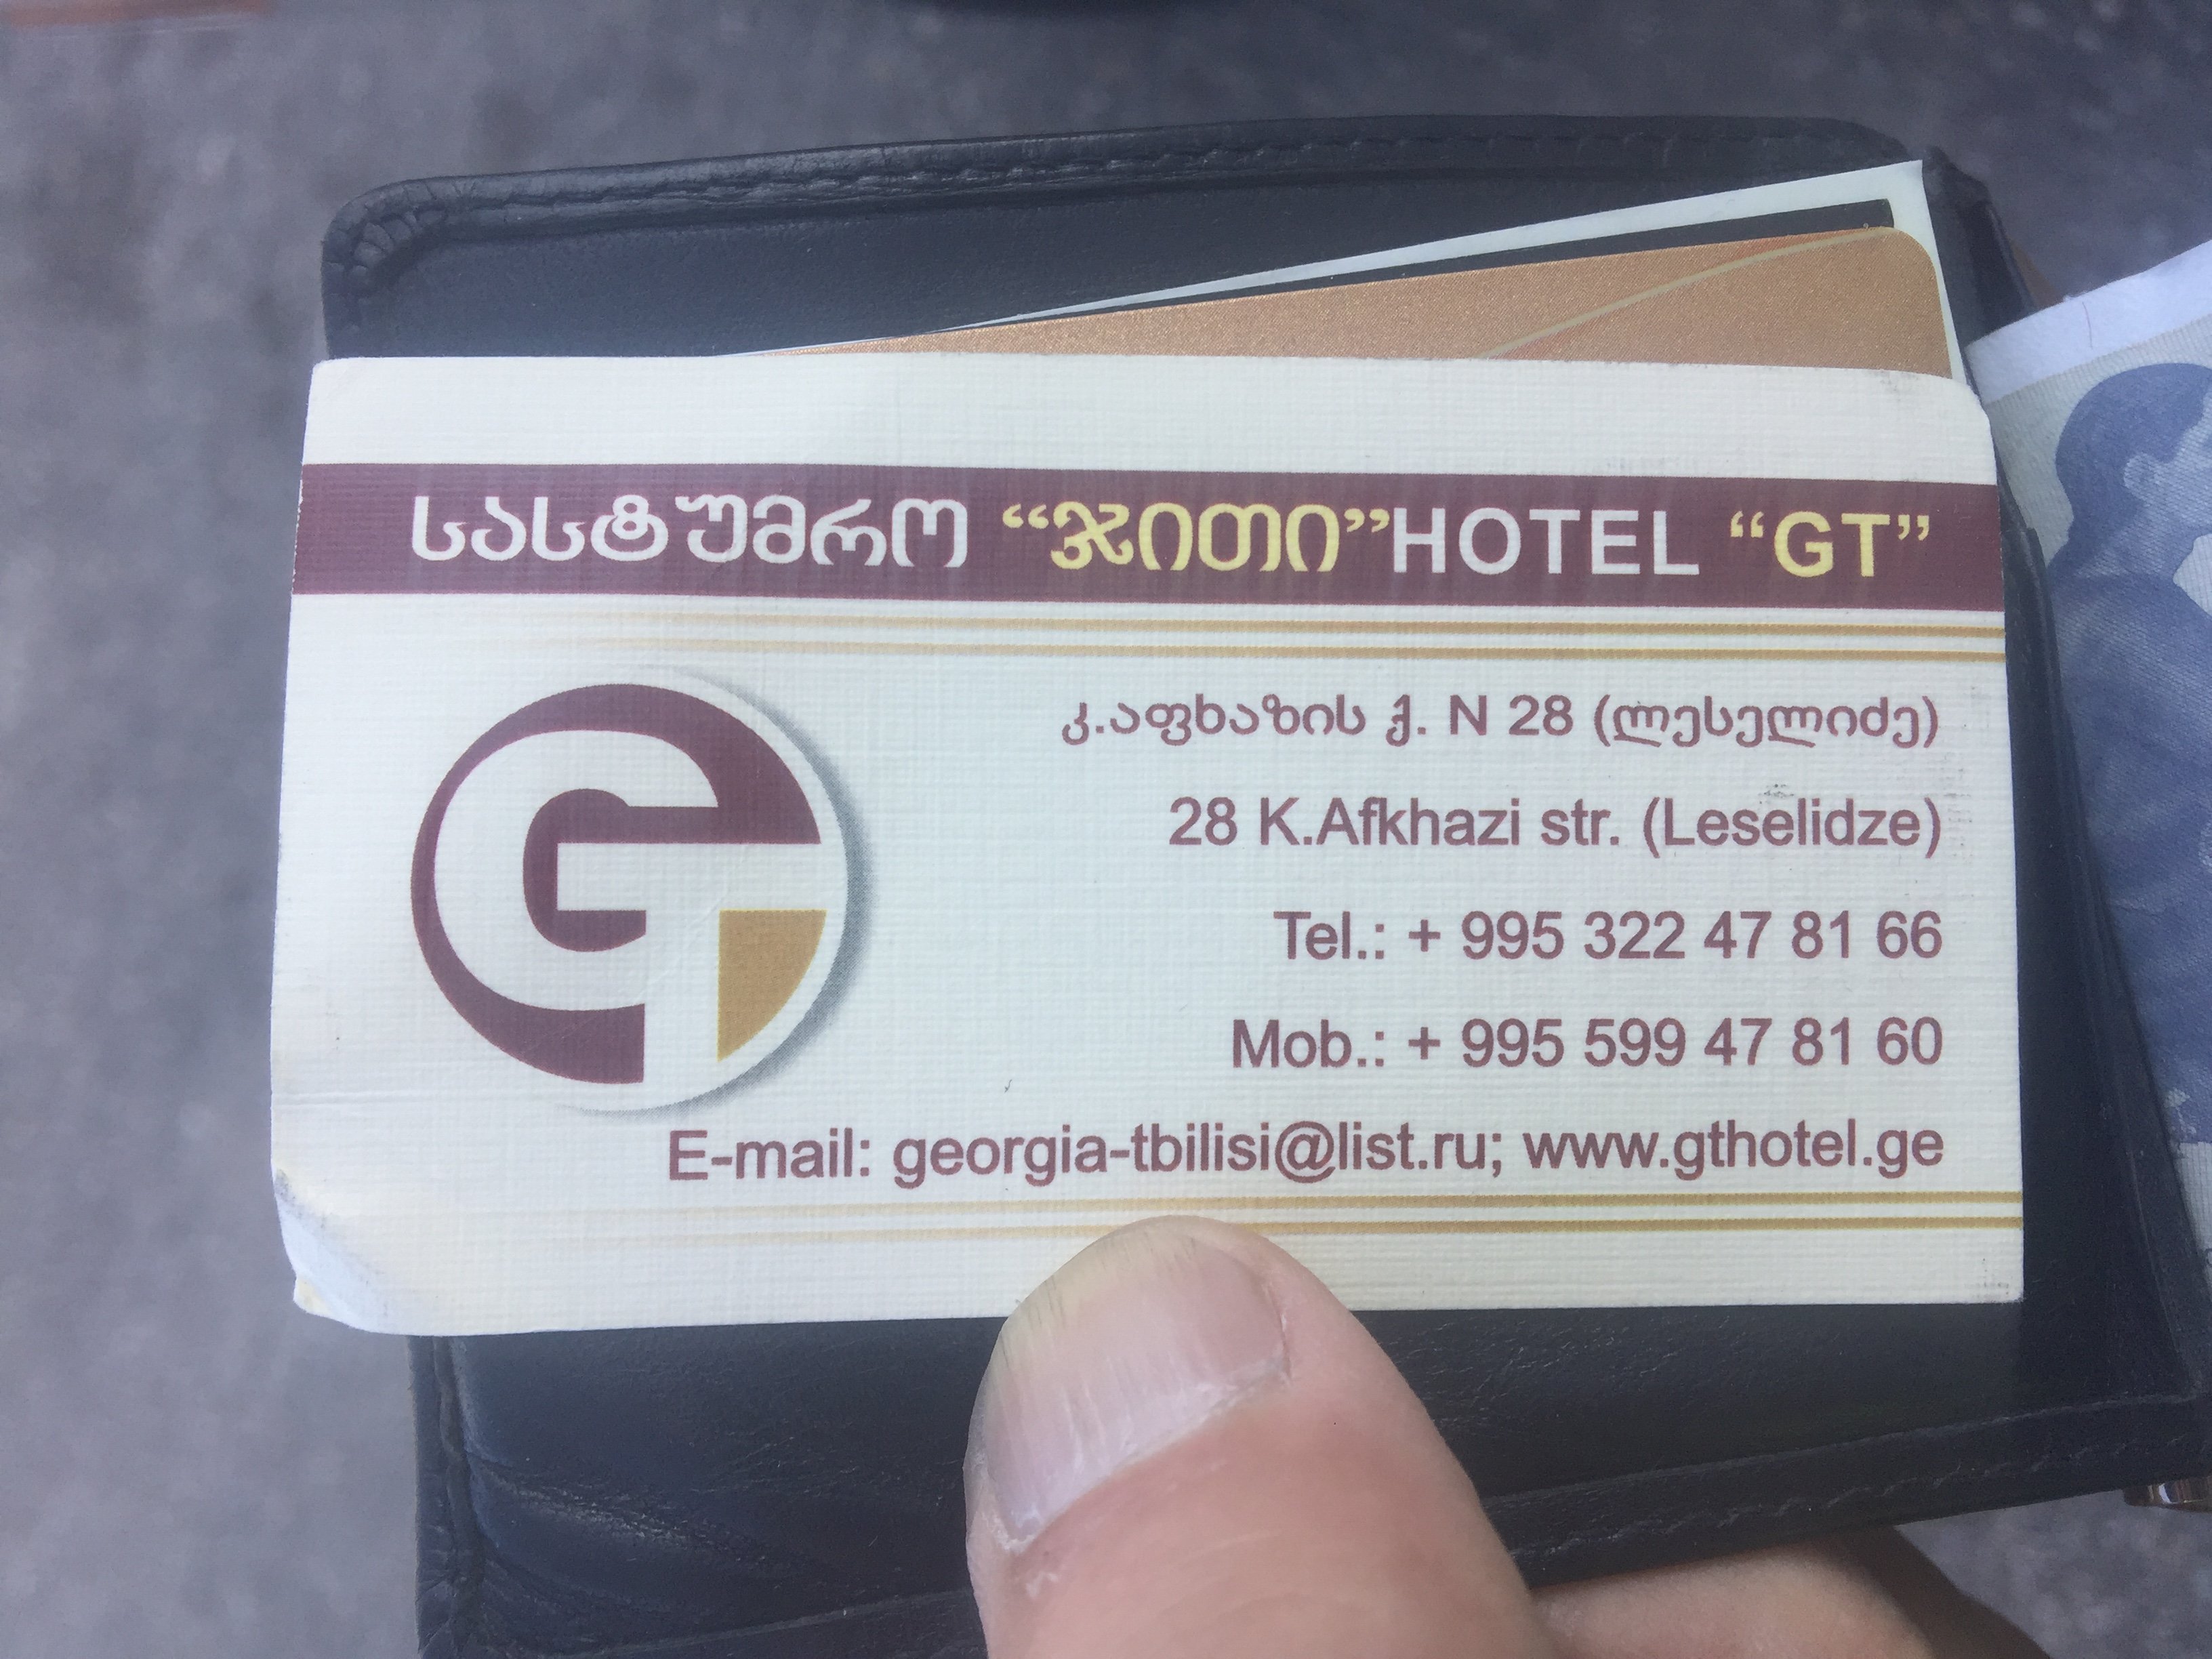 სასტუმრო “ჯითი”HOTEL “GT”
GT
კ.აფხაზის ქ. N 28 (ლესელიძე)
28 K.Afkhazi str. (Leselidze)
Tel.: + 995 322 47 81 66
Mob.: + 995 599 47 81 60
E-mail: georgia-tbilisi@list.ru; www.gthotel.ge